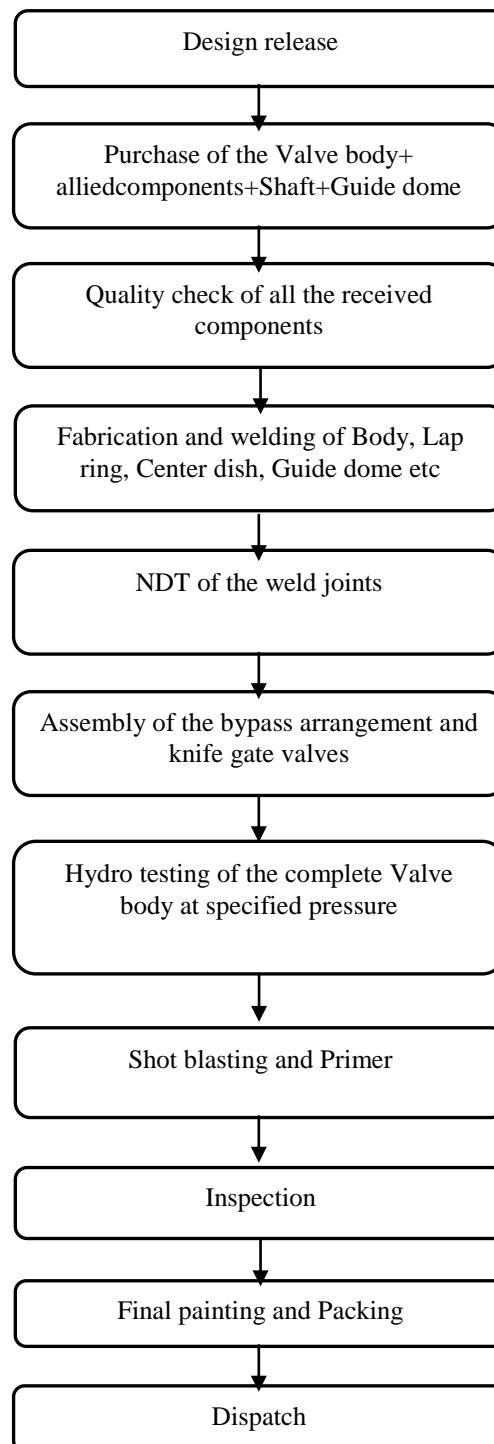 Design release
Purchase of the Valve body+
alliedcomponents+Shaft+Guide dome
Quality check of all the received
components
Fabrication and welding of Body, Lap
ring, Center dish, Guide dome etc
NDT of the weld joints
Assembly of the bypass arrangement and
knife gate valves
Hydro testing of the complete Valve
body at specified pressure
Shot blasting and Primer
Inspection
Final painting and Packing
Dispatch